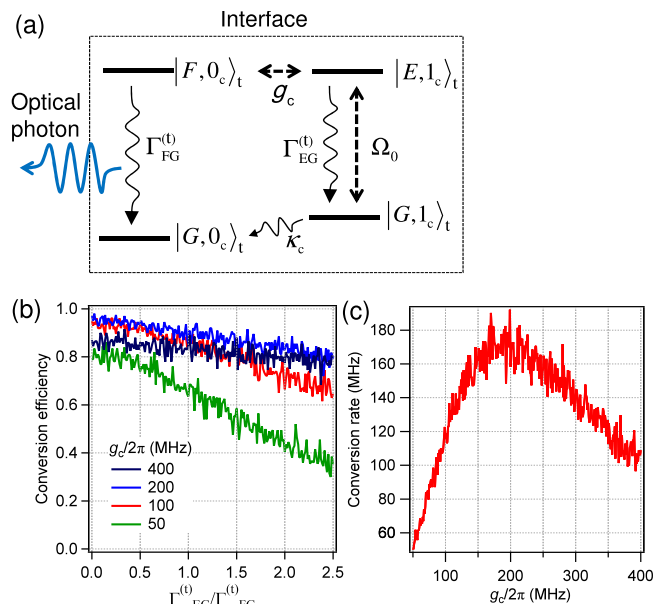 (a)
Interface
|F,0c⟩t
gc
|E,1c⟩t
Optical
photon
Γ(t)FG
Γ(t)EG
Ω0
|G,0c⟩t
κc
|G,1c⟩t
(b)
Conversion efficiency
1.0
0.8
0.6
0.4
0.2
0.0
gc/2π (MHz)
400
200
100
50
0.0 0.5 1.0 1.5 2.0 2.5
(c)
Conversion rate (MHz)
180
160
140
120
100
80
60
100 200 300 400
gc/2π (MHz)